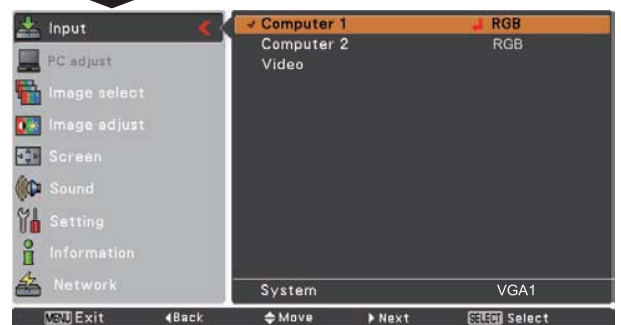 Input
PC adjust
Image select
Image adjust
Screen
Sound
Setting
Information
Network
Computer 1 RGB
Computer 2 RGB
Video
System VGA1
MENU Exit Back Move Next SELECT Select